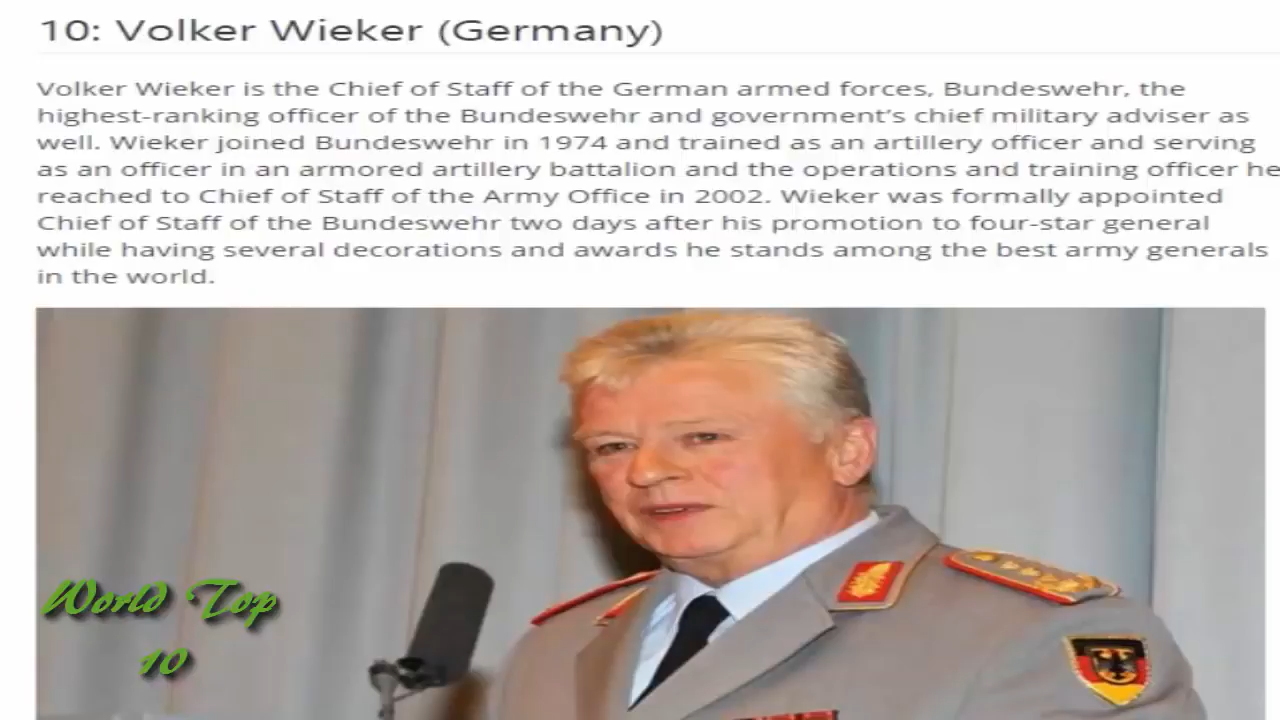 10: Volker Wieker (Germany)
Volker Wieker is the Chief of Staff of the German armed forces, Bundeswehr, the
highest-ranking officer of the Bundeswehr and government's chief military adviser as
well. Wieker joined Bundeswehr in 1974 and trained as an artillery officer and serving
as an officer in an armored artillery battalion and the operations and training officer he
reached to Chief of Staff of the Army Office in 2002. Wieker was formally appointed
Chief of Staff of the Bundeswehr two days after his promotion to four-star general
while having several decorations and awards he stands among the best army generals
in the world.
World Top
10